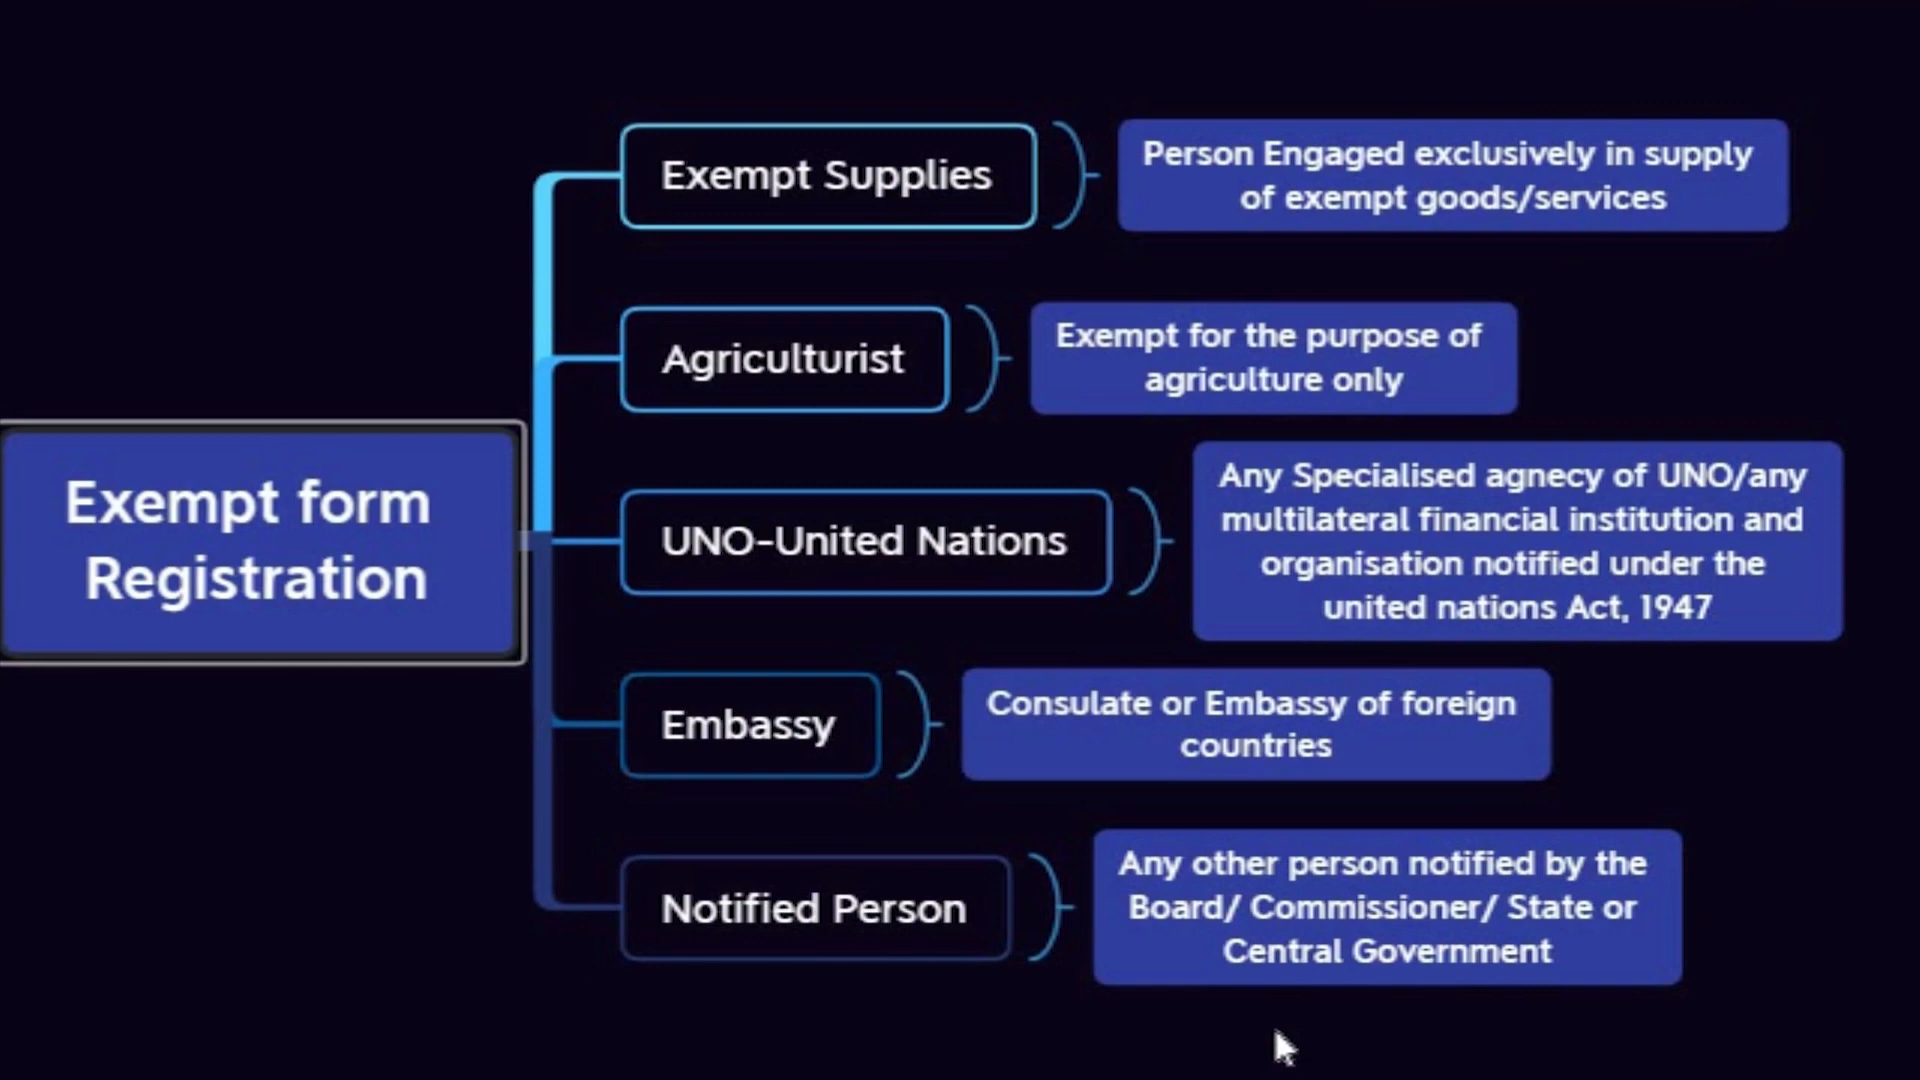 Exempt form
Registration
Exempt Supplies
Person Engaged exclusively in supply
of exempt goods/services
Agriculturist
Exempt for the purpose of
agriculture only
UNO-United Nations
Any Specialised agnecy of UNO/any
multilateral financial institution and
organisation notified under the
united nations Act, 1947
Embassy
Consulate or Embassy of foreign
countries
Notified Person
Any other person notified by the
Board/ Commissioner/ State or
Central Government